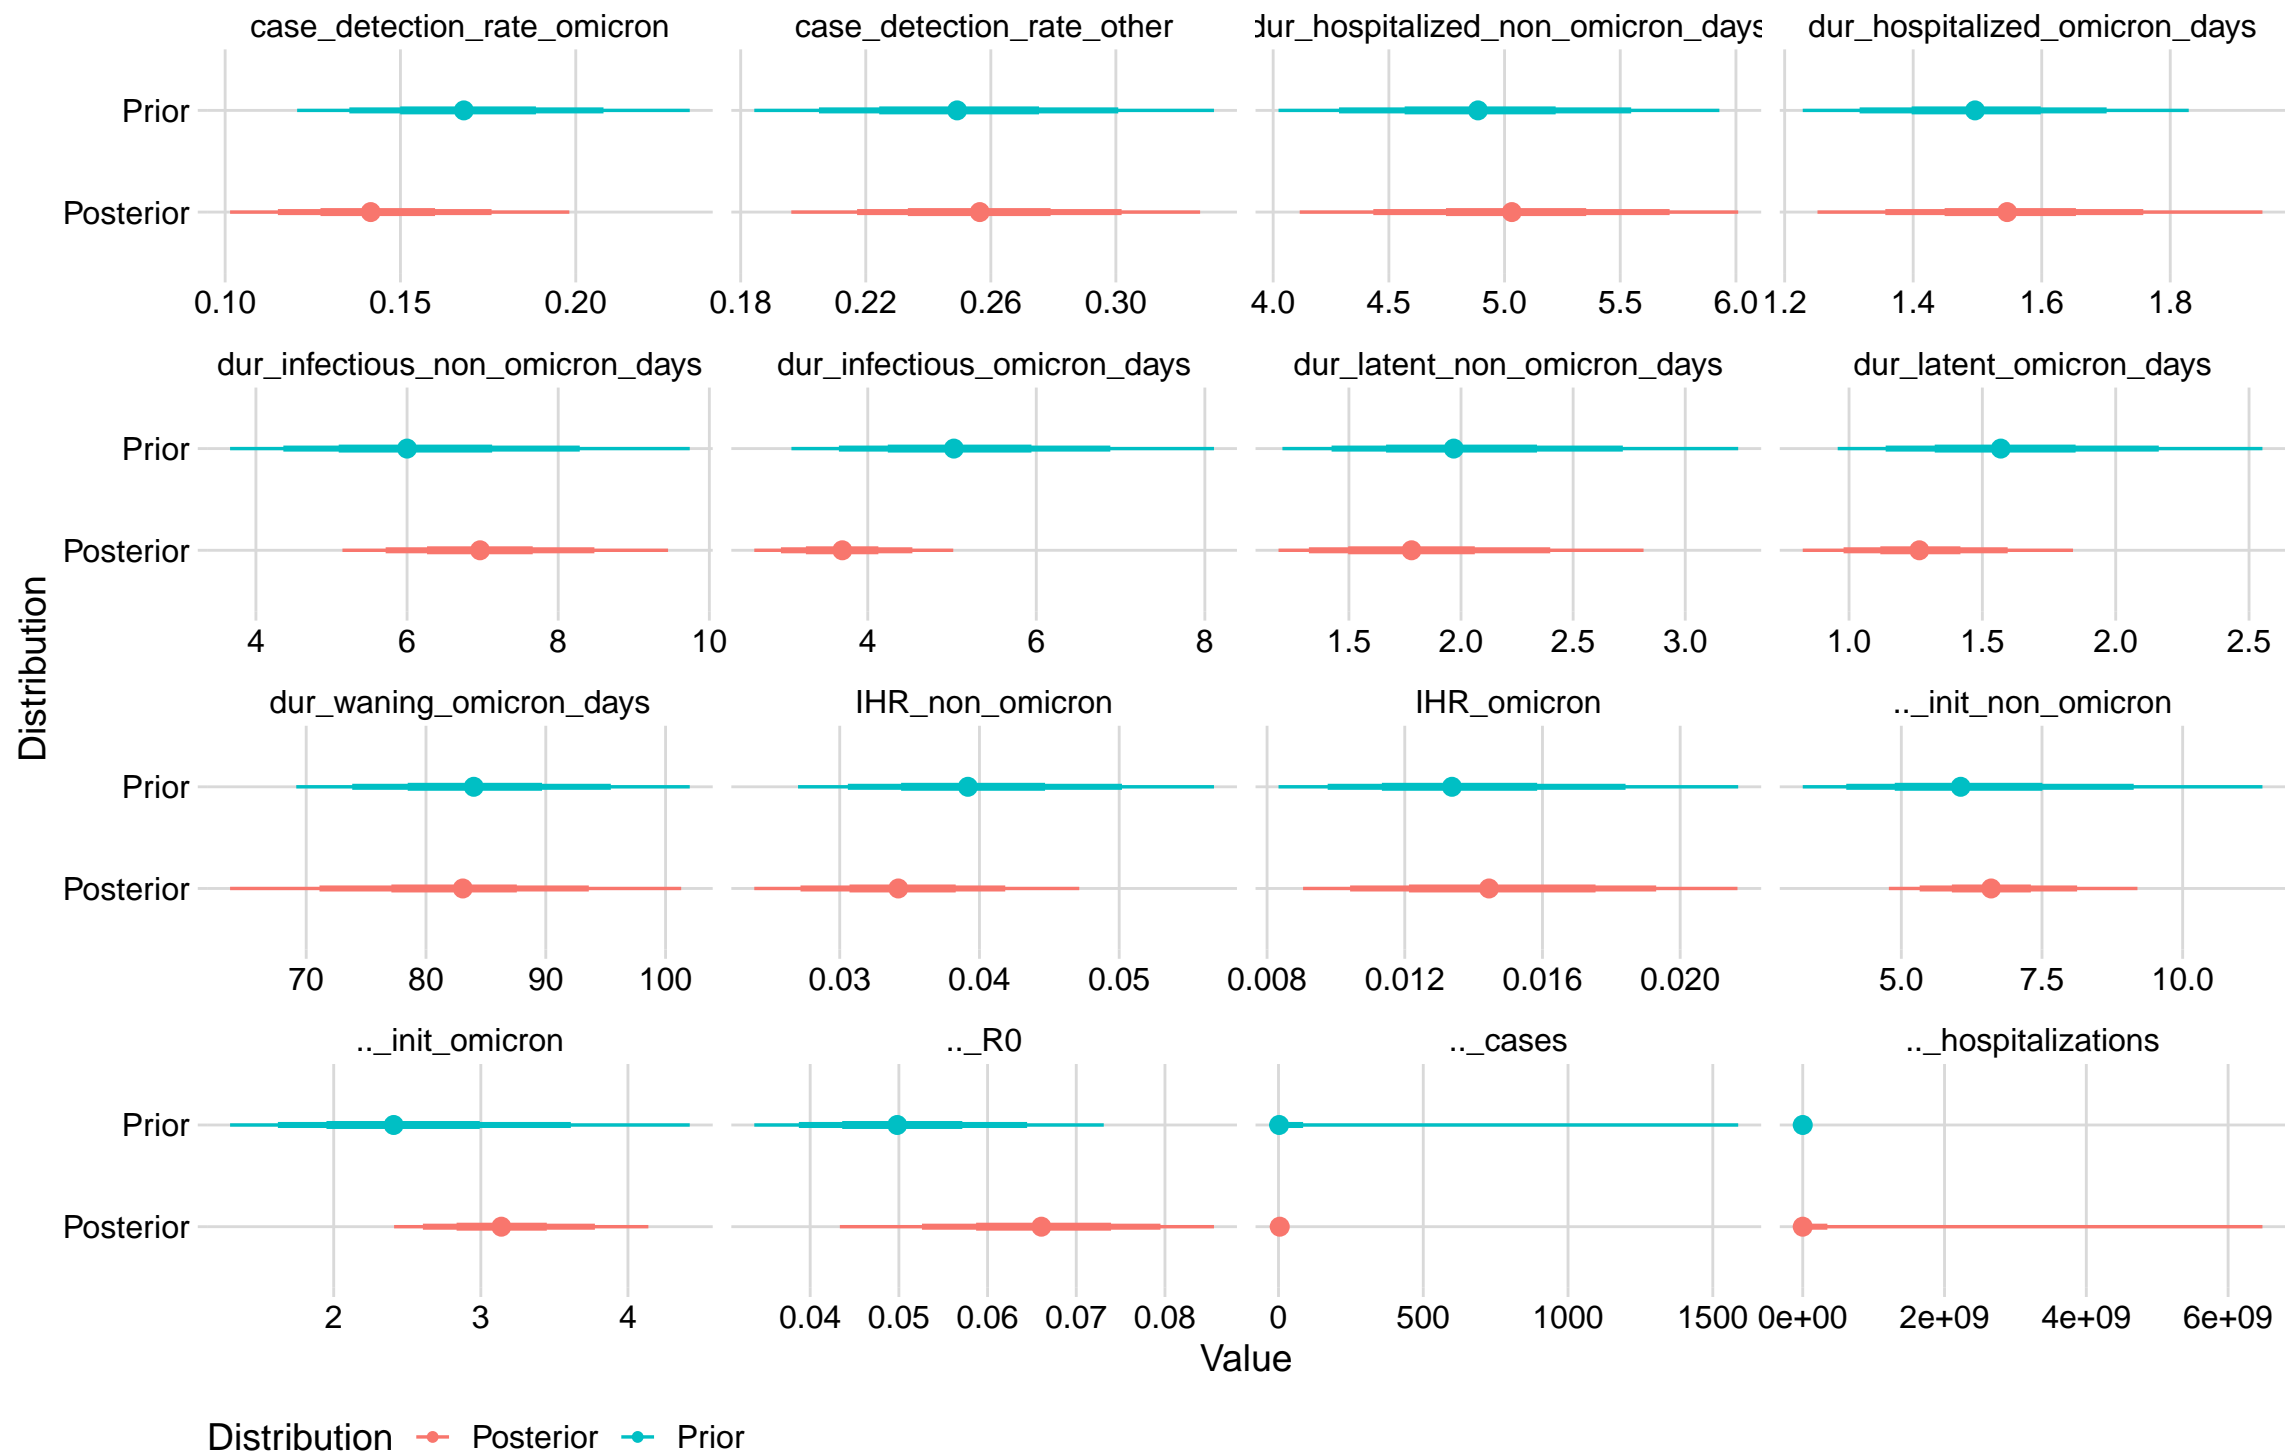 case_detection_rate_omicron case_detection_rate_other dur_hospitalized_non_omicron_days dur_hospitalized_omicron_days
Prior
Posterior
0.10 0.15 0.20 0.18 0.22 0.26 0.30 4.0 4.5 5.0 5.5 6.0 1.2 1.4 1.6 1.8
dur_infectious_non_omicron_days dur_infectious_omicron_days dur_latent_non_omicron_days dur_latent_omicron_days
Prior
Posterior
4 6 8 10 4 6 8 1.5 2.0 2.5 3.0 1.0 1.5 2.0 2.5
Distribution
dur_waning_omicron_days IHR_non_omicron IHR_omicron .._init_non_omicron
Prior
Posterior
70 80 90 100 0.03 0.04 0.05 0.008 0.012 0.016 0.020 5.0 7.5 10.0
.._init_omicron .._R0 .._cases .._hospitalizations
Prior
Posterior
2 3 4 0.04 0.05 0.06 0.07 0.08 0 500 1000 1500 0e+00 2e+09 4e+09 6e+09
Value
Distribution Posterior Prior